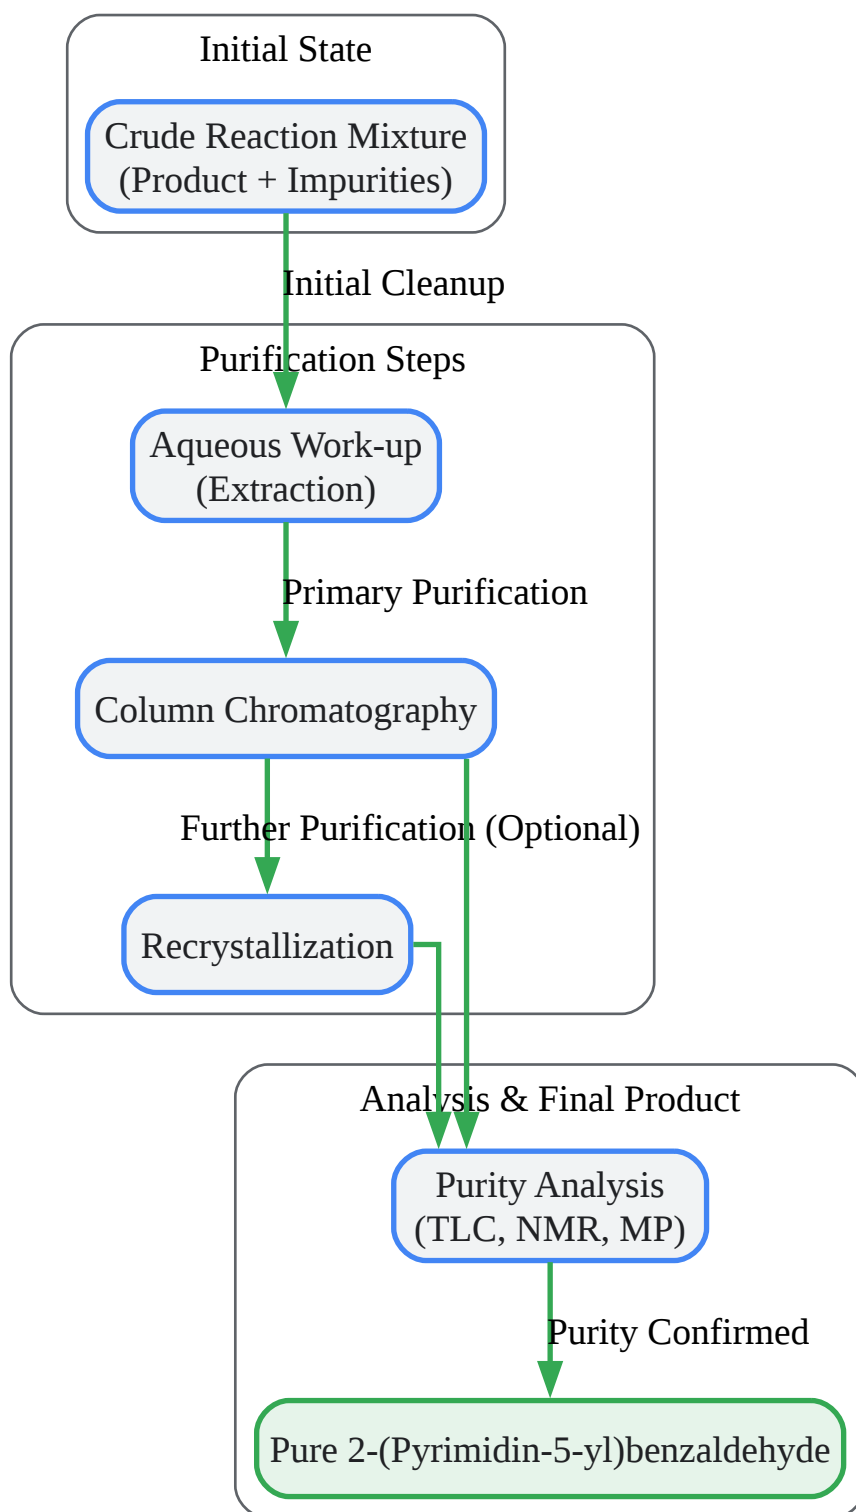 Initial State
Crude Reaction Mixture
(Product + Impurities)
Initial Cleanup
Purification Steps
Aqueous Work-up
(Extraction)
Primary Purification
Column Chromatography
Further Purification (Optional)
Recrystallization
Analysis & Final Product
Purity Analysis
(TLC, NMR, MP)
Purity Confirmed
Pure 2-(Pyrimidin-5-yl)benzaldehyde